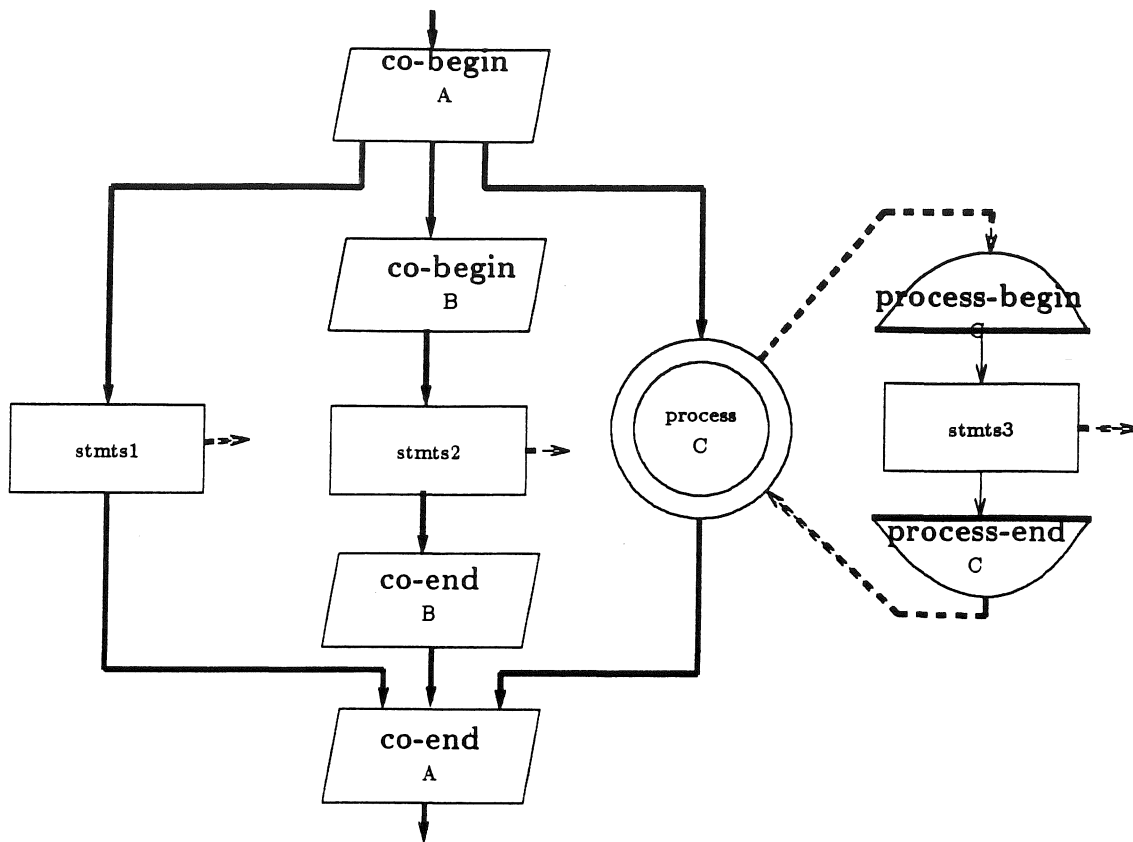 co-begin
A
co-begin
B
process-begin
C
stmts1
stmts2
process
C
stmts3
process-end
C
co-end
B
co-end
A